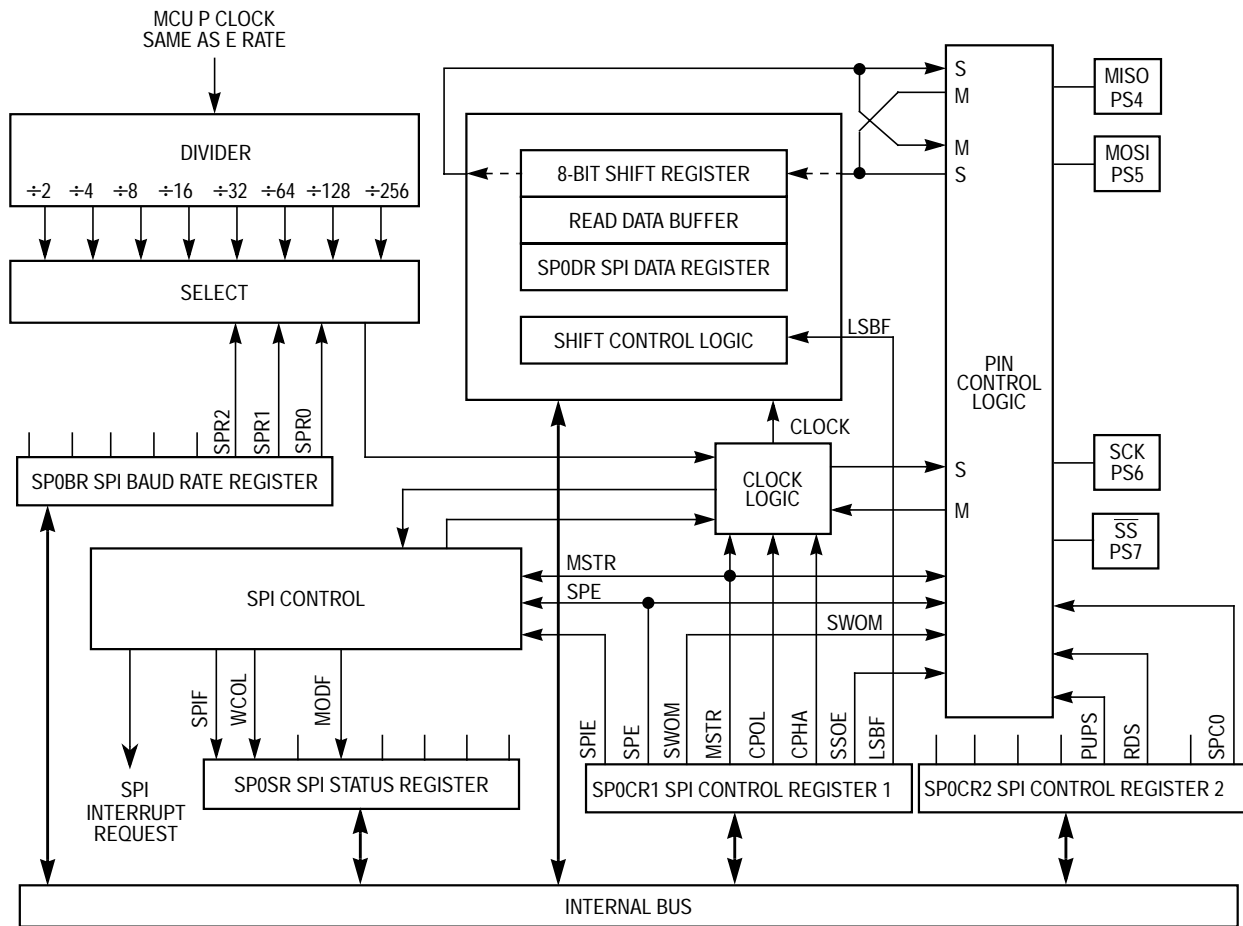 MCU P CLOCK
SAME AS E RATE
DIVIDER
÷2 ÷4 ÷8 ÷16 ÷32 ÷64 ÷128 ÷256
SELECT
SPR2
SPR1
SPR0
SP0BR SPI BAUD RATE REGISTER
8-BIT SHIFT REGISTER
READ DATA BUFFER
SP0DR SPI DATA REGISTER
SHIFT CONTROL LOGIC
LSBF
CLOCK
CLOCK
LOGIC
S
M
M
S
S
M
PIN
CONTROL
LOGIC
MISO
PS4
MOSI
PS5
SCK
PS6
SS
PS7
SPI CONTROL
MSTR
SPE
SWOM
SPIF
WCOL
MODF
SPI
INTERRUPT
REQUEST
SP0SR SPI STATUS REGISTER
SPIE
SPE
SWOM
MSTR
CPOL
CPHA
SSOE
LSBF
SP0CR1 SPI CONTROL REGISTER 1
PUPS
RDS
SPC0
SP0CR2 SPI CONTROL REGISTER 2
INTERNAL BUS